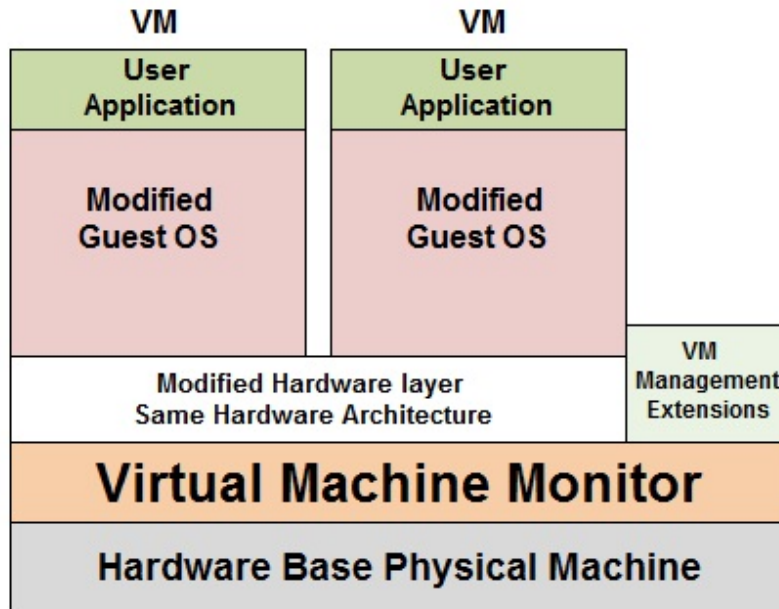 VM
VM
User
Application
User
Application
Modified
Guest OS
Modified
Guest OS
VM
Management
Extensions
Modified Hardware layer
Same Hardware Architecture
Virtual Machine Monitor
Hardware Base Physical Machine